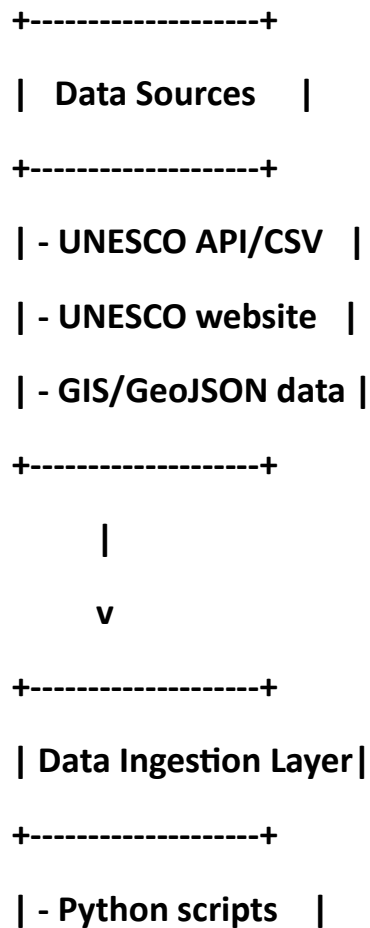 +--------------------+
|   Data Sources     |
+--------------------+
| - UNESCO API/CSV   |
| - UNESCO website   |
| - GIS/GeoJSON data |
+--------------------+
          |
          v
+--------------------+
| Data Ingestion Layer|
+--------------------+
| - Python scripts    |